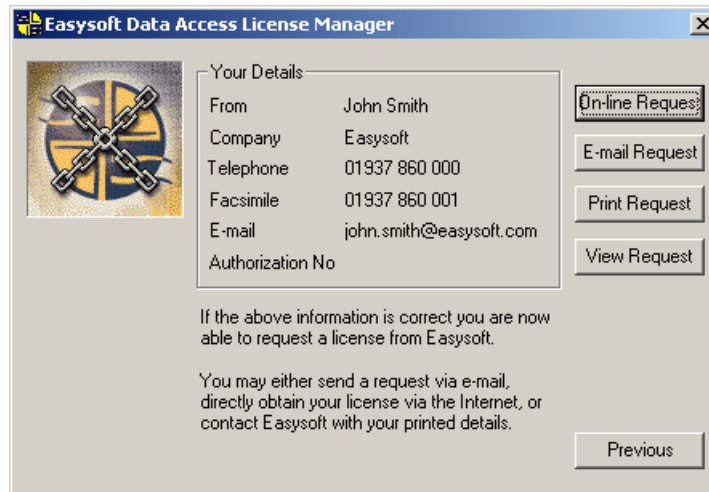 Easysoft Data Access License Manager
Your Details
From John Smith
Company Easysoft
Telephone 01937 860 000
Facsimile 01937 860 001
E-mail john.smith@easysoft.com
Authorization No
On-line Reques
E-mail Request
Print Request
View Request
If the above information is correct you are now
able to request a license from Easysoft.
You may either send a request via e-mail,
directly obtain your license via the Internet, or
contact Easysoft with your printed details.
Previous